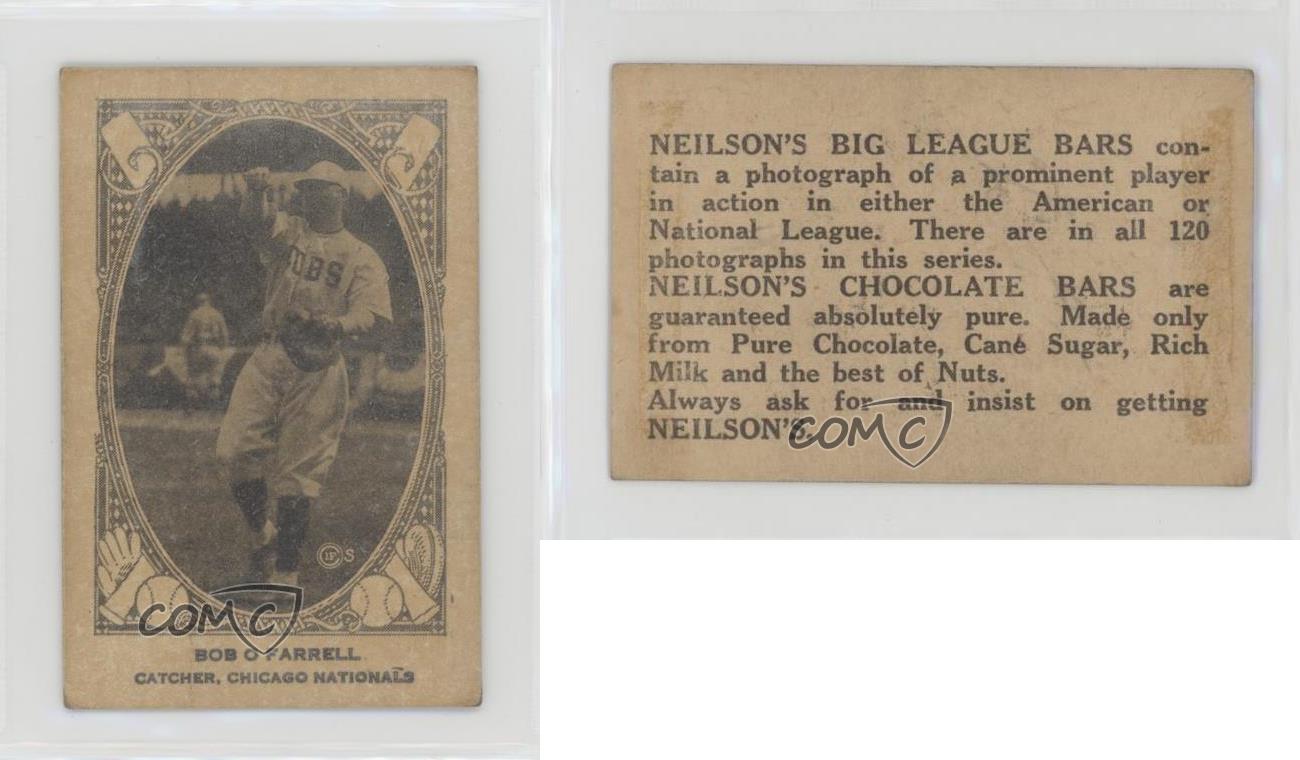 CUBS
© IF S
COMC
BOB O'FARRELL
CATCHER, CHICAGO NATIONALS
NEILSON'S BIG LEAGUE BARS con-
tain a photograph of a prominent player
in action in either the American or
National League. There are in all 120
photographs in this series.
NEILSON'S CHOCOLATE BARS are
guaranteed absolutely pure. Made only
from Pure Chocolate, Cane Sugar, Rich
Milk and the best of Nuts.
Always ask for and insist on getting
NEILSON'S.
COMC